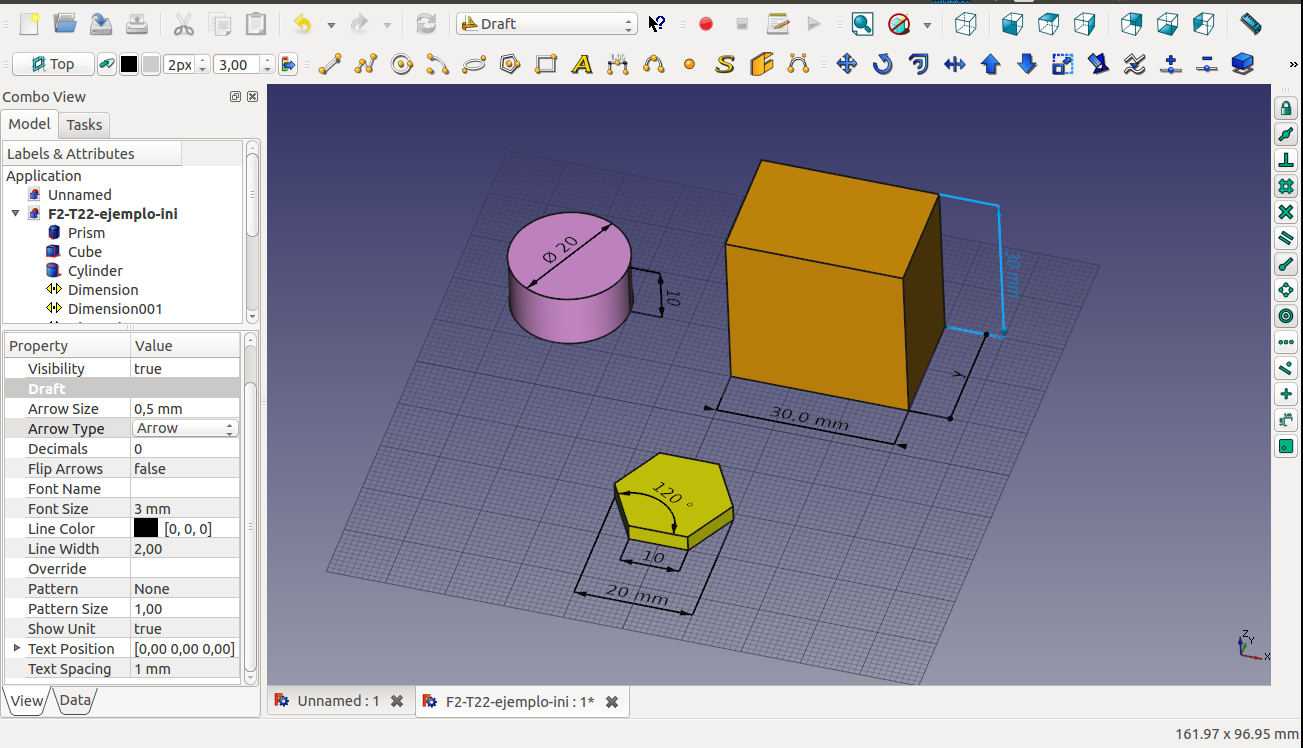 Draft
Top
2px
3,00
»
Combo View
Model
Tasks
Labels & Attributes
Application
Unnamed
F2-T22-ejemplo-ini
Prism
Cube
Cylinder
Dimension
Dimension001
Property Value
Visibility true
Draft
Arrow Size 0,5 mm
Arrow Type Arrow
Decimals 0
Flip Arrows false
Font Name
Font Size 3 mm
Line Color [0, 0, 0]
Line Width 2,00
Override
Pattern None
Pattern Size 1,00
Show Unit true
Text Position [0,00 0,00 0,00]
Text Spacing 1 mm
View
Data
Ø 20
10
30 mm
y
30,0 mm
120 °
10
20 mm
Z
Y
X
Unnamed : 1
F2-T22-ejemplo-ini : 1*
161.97 x 96.95 mm